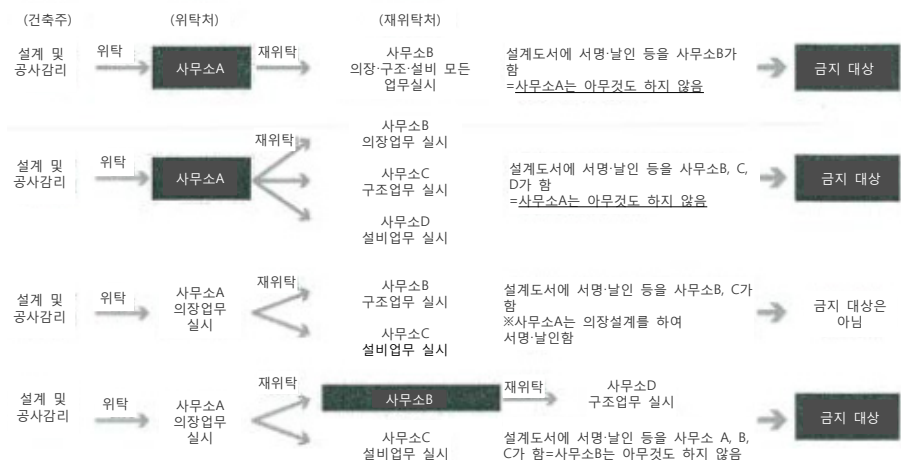 (건축주)
(위탁처)
(재위탁처)
설계 및
공사감리
위탁
사무소A
재위탁
사무소B
의장·구조·설비 모든
업무실시
설계도서에 서명·날인 등을 사무소B가
함
=사무소A는 아무것도 하지 않음
금지 대상
설계 및
공사감리
위탁
사무소A
재위탁
사무소B
의장업무 실시
사무소C
구조업무 실시
사무소D
설비업무 실시
설계도서에 서명·날인 등을 사무소B, C,
D가 함
=사무소A는 아무것도 하지 않음
금지 대상
설계 및
공사감리
위탁
사무소A
의장업무
실시
재위탁
사무소B
구조업무 실시
사무소C
설비업무 실시
설계도서에 서명·날인 등을 사무소B, C가
함
※사무소A는 의장설계를 하여
서명·날인함
금지 대상은
아님
설계 및
공사감리
위탁
사무소A
의장업무
실시
재위탁
사무소B
재위탁
사무소D
구조업무 실시
사무소C
설비업무 실시
설계도서에 서명·날인 등을 사무소 A, B,
C가 함=사무소B는 아무것도 하지 않음
금지 대상